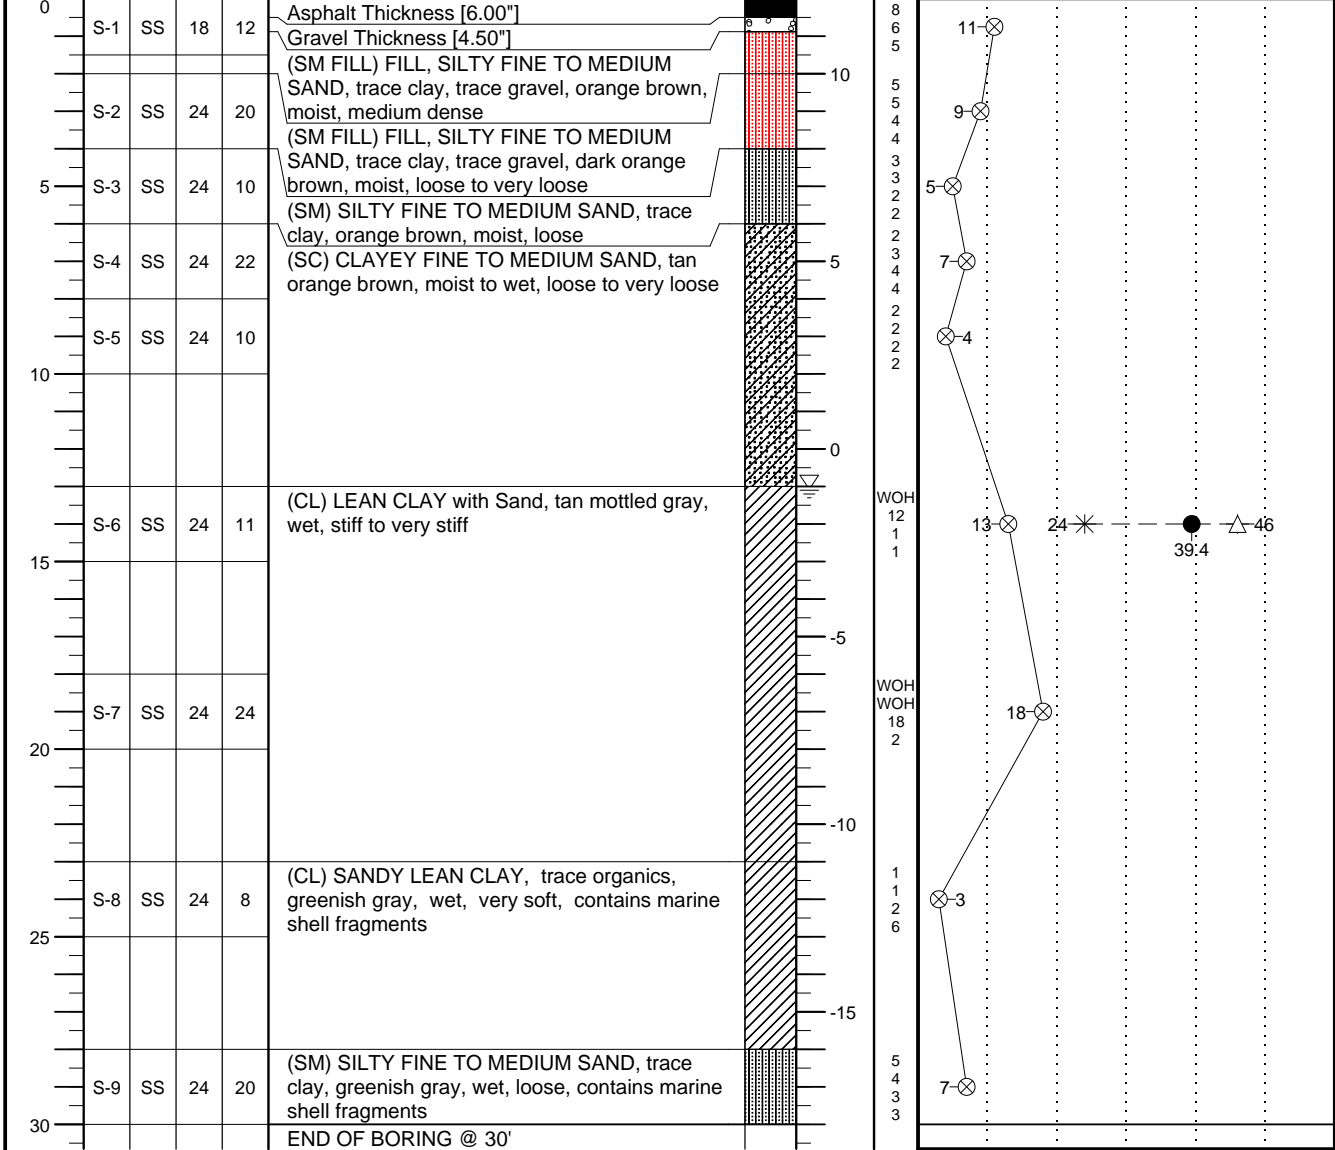 0
S-1 SS 18 12
Asphalt Thickness [6.00"]
Gravel Thickness [4.50"]
8
6
5
11
(SM FILL) FILL, SILTY FINE TO MEDIUM
SAND, trace clay, trace gravel, orange brown,
moist, medium dense
10
S-2 SS 24 20
5
5
4
4
9
(SM FILL) FILL, SILTY FINE TO MEDIUM
SAND, trace clay, trace gravel, dark orange
brown, moist, loose to very loose
5
S-3 SS 24 10
3
3
2
2
5
(SM) SILTY FINE TO MEDIUM SAND, trace
clay, orange brown, moist, loose
S-4 SS 24 22
(SC) CLAYEY FINE TO MEDIUM SAND, tan
orange brown, moist to wet, loose to very loose
5
2
3
4
4
7
S-5 SS 24 10
2
2
2
2
4
10
0
(CL) LEAN CLAY with Sand, tan mottled gray,
wet, stiff to very stiff
S-6 SS 24 11
WOH
12
1
1
13
24
46
39.4
15
-5
S-7 SS 24 24
WOH
WOH
18
2
18
20
-10
(CL) SANDY LEAN CLAY, trace organics,
greenish gray, wet, very soft, contains marine
shell fragments
S-8 SS 24 8
1
1
2
6
3
25
-15
(SM) SILTY FINE TO MEDIUM SAND, trace
clay, greenish gray, wet, loose, contains marine
shell fragments
S-9 SS 24 20
5
4
3
3
7
30
END OF BORING @ 30'